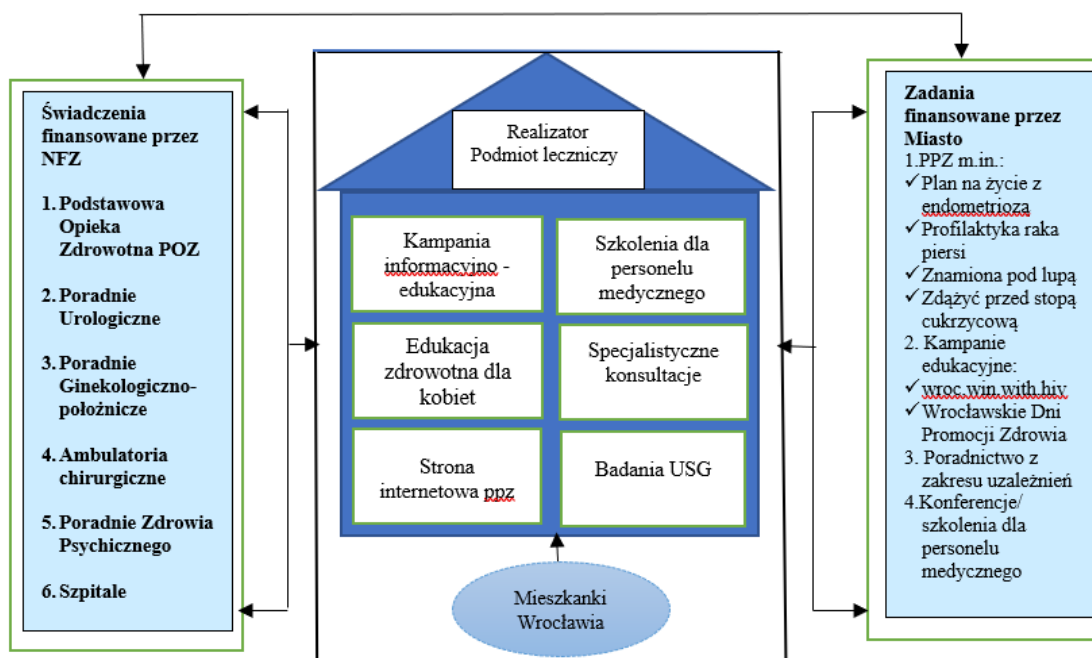 Świadczenia
finansowane przez
NFZ
1. Podstawowa
Opieka
Zdrowotna POZ
2. Poradnie
Urologiczne
3. Poradnie
Ginekologiczno-
położnicze
4. Ambulatoria
chirurgiczne
5. Poradnie Zdrowia
Psychicznego
6. Szpitale
Realizator
Podmiot leczniczy
Kampania
informacyjno -
edukacyjna
Szkolenia dla
personelu
medycznego
Edukacja
zdrowotna dla
kobiet
Specjalistyczne
konsultacje
Strona
internetowa ppz
Badania USG
Mieszkanki
Wrocławia
Zadania
finansowane przez
Miasto
1.PPZ m.in.:
✓Plan na życie z
endometriozą
✓Profilaktyka raka
piersi
✓Znamiona pod lupą
✓Zdążyć przed stopą
cukrzycową
2. Kampanie
edukacyjne:
✓wroc.win.with.hiv
✓Wrocławskie Dni
Promocji Zdrowia
3. Poradnictwo z
zakresu uzależnień
4.Konferencje/
szkolenia dla
personelu
medycznego